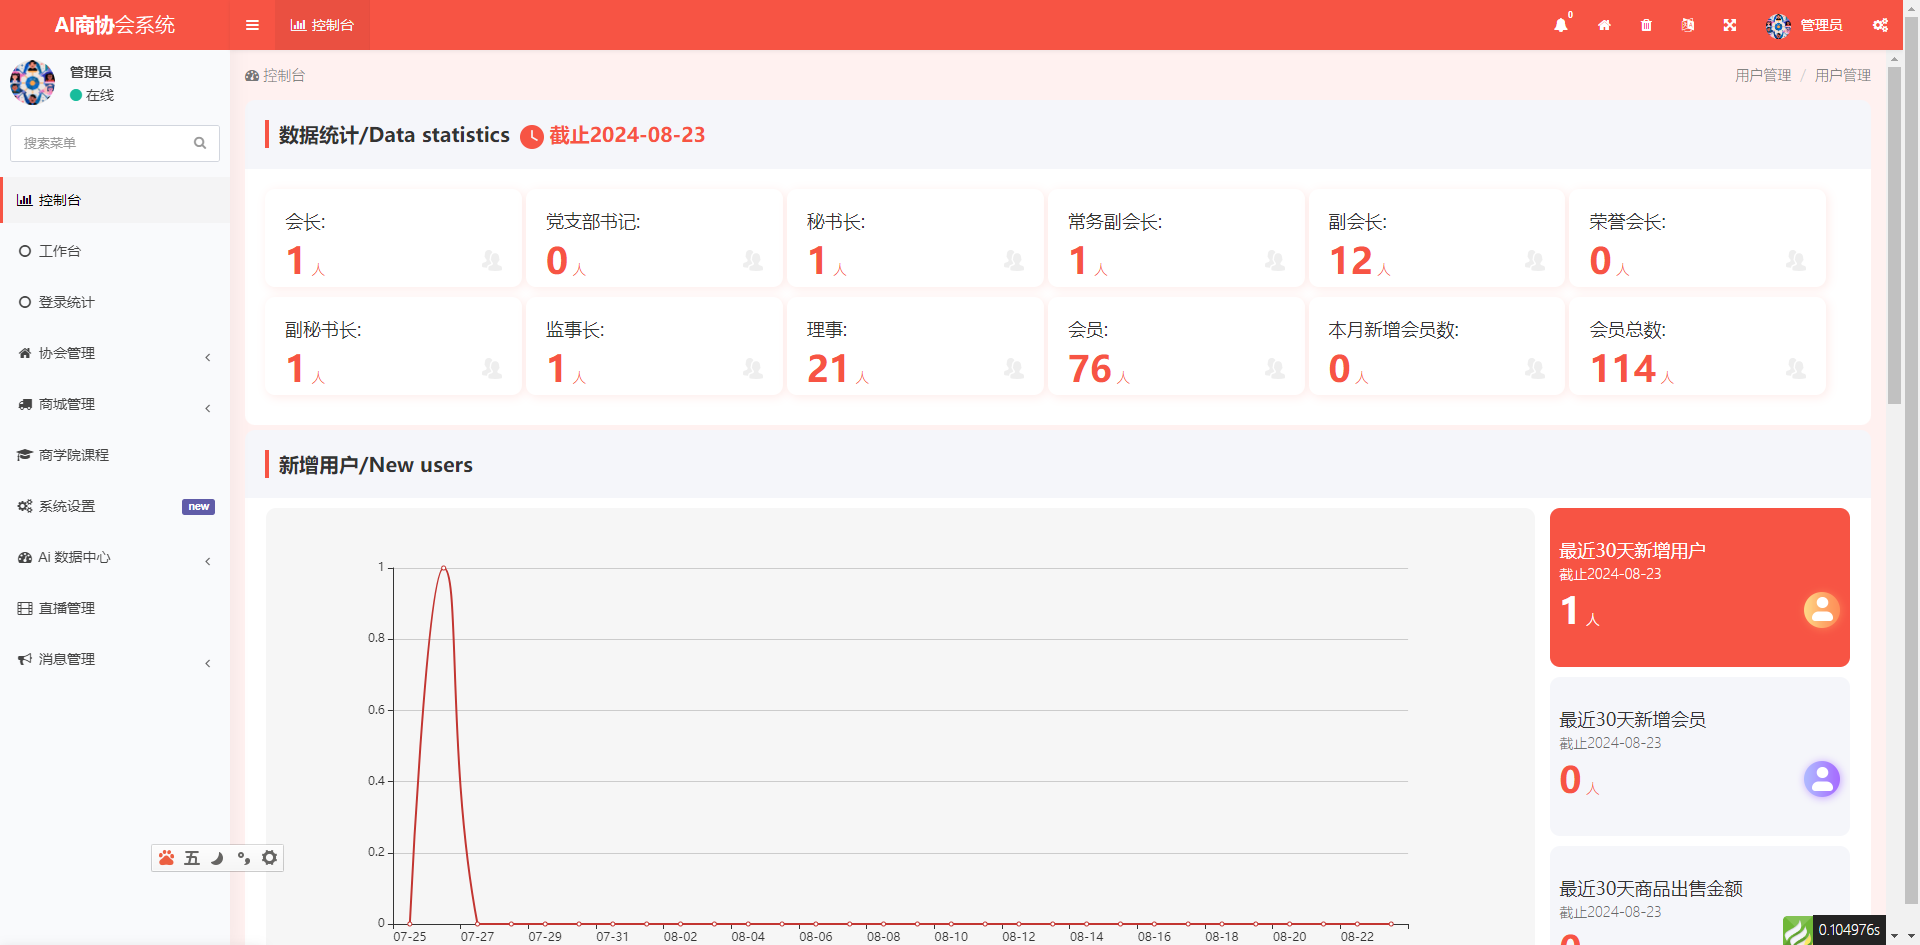 AI商协会系统
控制台
0
管理员
管理员
在线
搜索菜单
控制台
工作台
登录统计
协会管理
商城管理
商学院课程
系统设置 new
Ai 数据中心
直播管理
消息管理
控制台
用户管理 / 用户管理
数据统计/Data statistics 截止2024-08-23
会长:
1 人
党支部书记:
0 人
秘书长:
1 人
常务副会长:
1 人
副会长:
12 人
荣誉会长:
0 人
副秘书长:
1 人
监事长:
1 人
理事:
21 人
会员:
76 人
本月新增会员数:
0 人
会员总数:
114 人
新增用户/New users
1
0.8
0.6
0.4
0.2
0
07-25 07-27 07-29 07-31 08-02 08-04 08-06 08-08 08-10 08-12 08-14 08-16 08-18 08-20 08-22
最近30天新增用户
截止2024-08-23
1 人
最近30天新增会员
截止2024-08-23
0 人
最近30天商品出售金额
截止2024-08-23
五
0.104976s